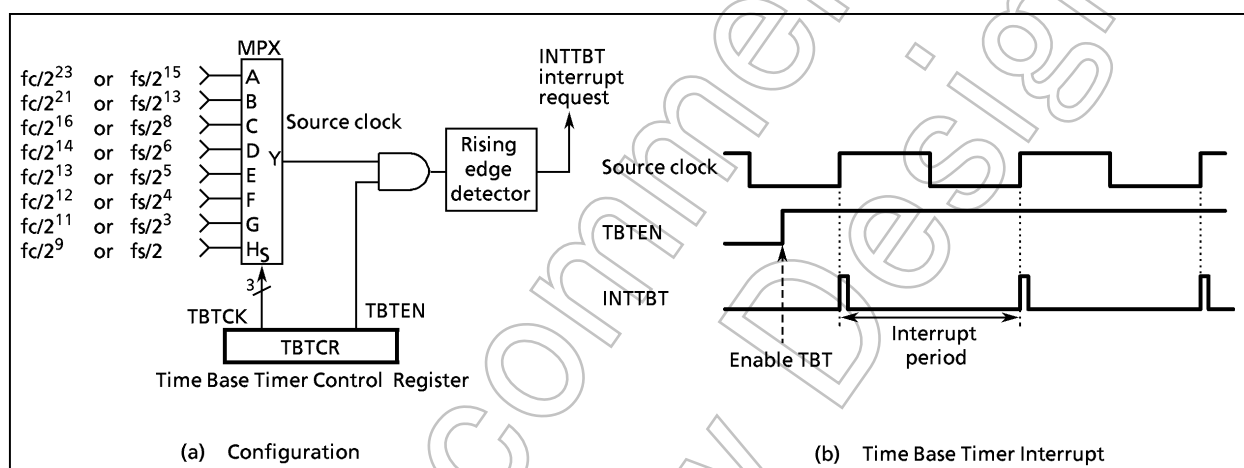 MPX
fc/2^23 or fs/2^15 A
fc/2^21 or fs/2^13 B
fc/2^16 or fs/2^8 C
fc/2^14 or fs/2^6 D
fc/2^13 or fs/2^5 E
fc/2^12 or fs/2^4 F
fc/2^11 or fs/2^3 G
fc/2^9 or fs/2 H
S
Y
Source clock
Rising
edge
detector
INTTBT
interrupt
request
3
TBTCK
TBTEN
TBTCR
Time Base Timer Control Register
(a) Configuration
Source clock
TBTEN
INTTBT
Enable TBT
Interrupt
period
(b) Time Base Timer Interrupt